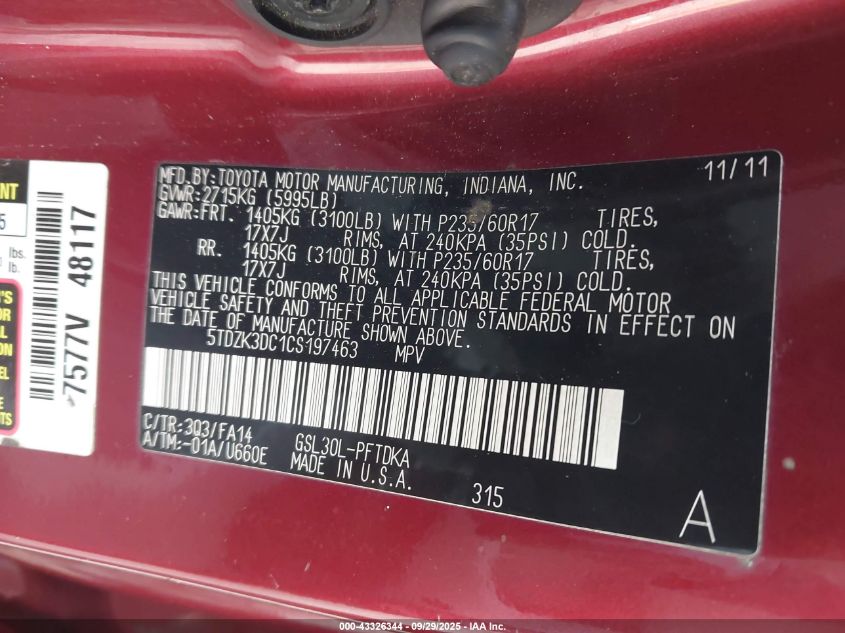 MFD.BY:TOYOTA MOTOR MANUFACTURING, INDIANA, INC. 11/11
GVWR:2715KG (5995LB)
GAWR:FRT. 1405KG (3100LB) WITH P235/60R17 TIRES,
17X7J RIMS, AT 240KPA (35PSI) COLD.
RR. 1405KG (3100LB) WITH P235/60R17 TIRES,
17X7J RIMS, AT 240KPA (35PSI) COLD.
THIS VEHICLE CONFORMS TO ALL APPLICABLE FEDERAL MOTOR
VEHICLE SAFETY AND THEFT PREVENTION STANDARDS IN EFFECT ON
THE DATE OF MANUFACTURE SHOWN ABOVE.
5TDZK3DC1CS197463 MPV
C/TR:3Q3/FA14 GSL30L-PFTDKA
A/TM:-01A/U660E MADE IN U.S.A.
315
A
7577V 48117
lbs.
lb.
000-43326344 - 09/29/2025 - IAA Inc.